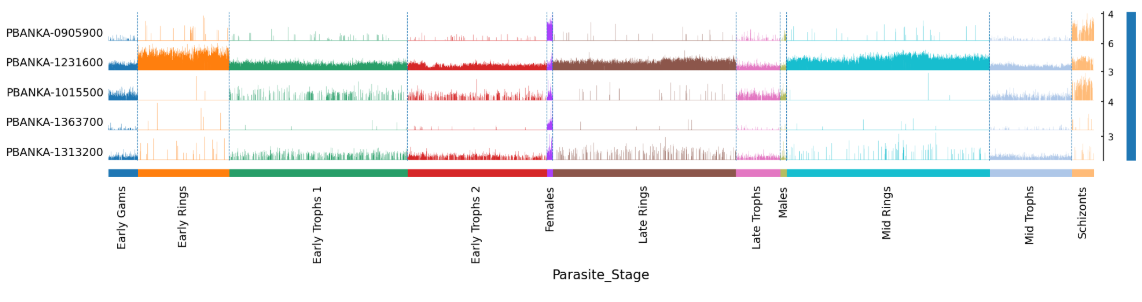 PBANKA-0905900
PBANKA-1231600
PBANKA-1015500
PBANKA-1363700
PBANKA-1313200
4
6
3
4
3
Early Gams
Early Rings
Early Trophs 1
Early Trophs 2
Females
Late Rings
Late Trophs
Males
Mid Rings
Mid Trophs
Schizonts
Parasite_Stage